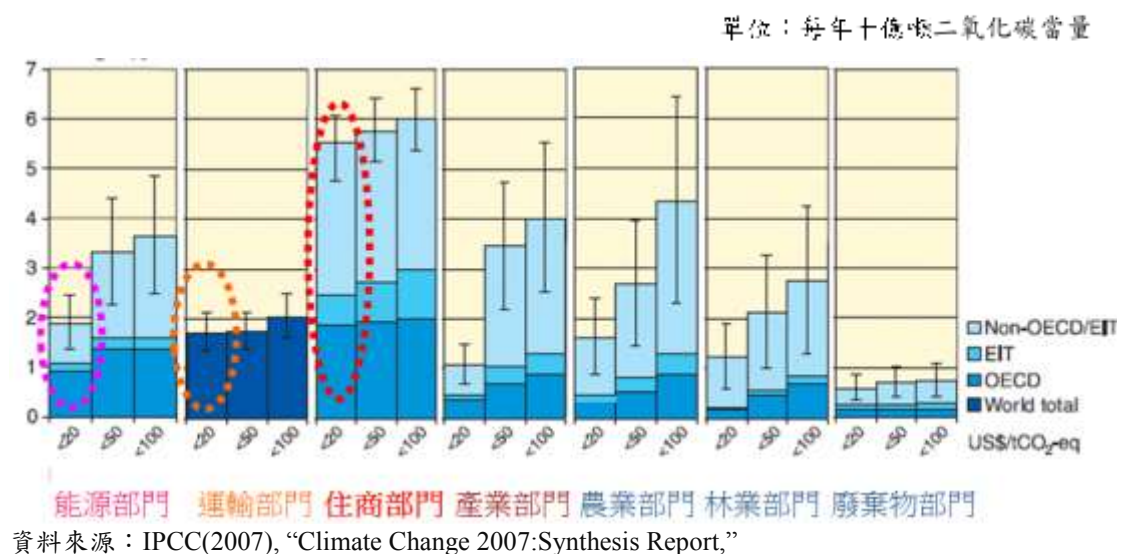 單位：每年十億噸二氧化碳當量
7
6
5
4
3
2
1
0
Non-OECD/EIT
EIT
OECD
World total
<20 <50 <100 <20 <50 <100 <20 <50 <100 <20 <50 <100 <20 <50 <100 <20 <50 <100 <20 <50 <100 US$/tCO₂-eq
能源部門 運輸部門 住商部門 產業部門 農業部門 林業部門 廢棄物部門
資料來源：IPCC(2007), “Climate Change 2007:Synthesis Report,”